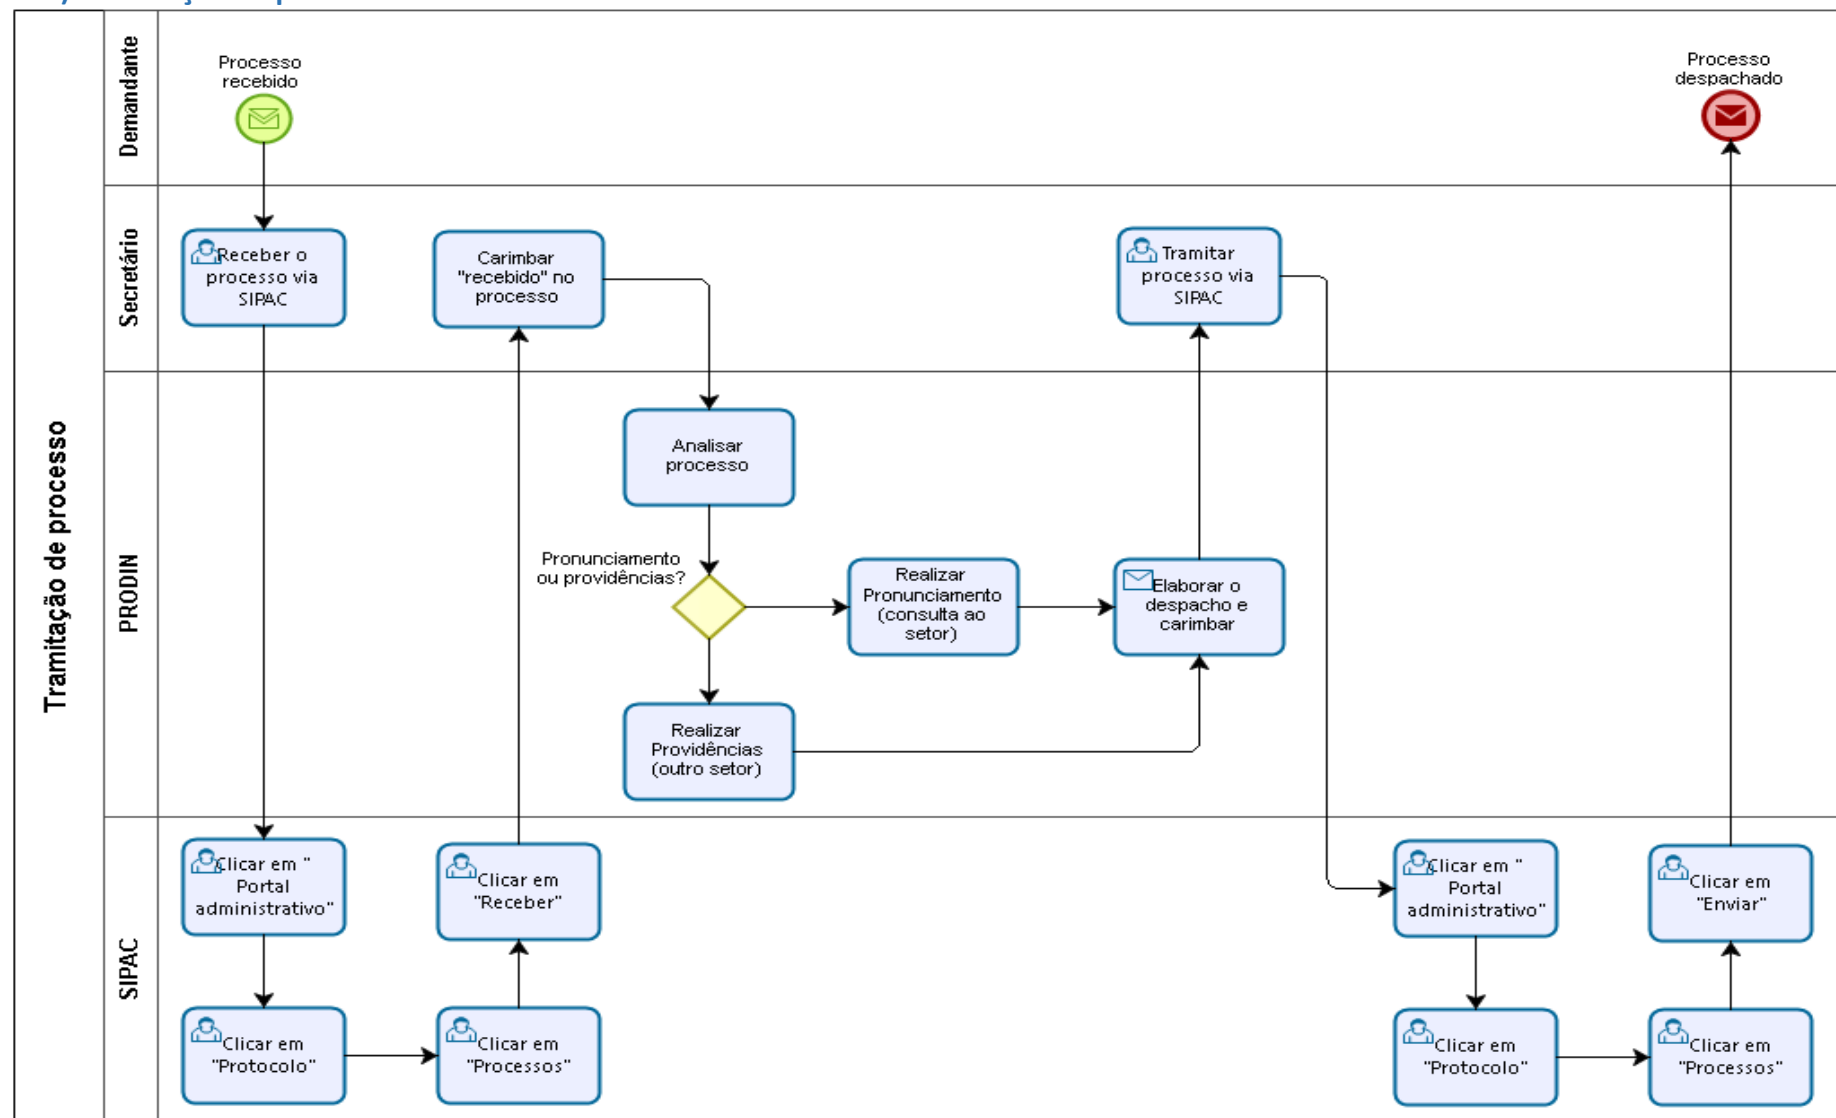 Tramitação de processo
Demandante
Processo
recebido
Processo
despachado
Secretário
Receber o
processo via
SIPAC
Carimbar
"recebido" no
processo
Tramitar
processo via
SIPAC
PRODIN
Analisar
processo
Pronunciamento
ou providências?
Realizar
Pronunciamento
(consulta ao
setor)
Elaborar o
despacho e
carimbar
Realizar
Providências
(outro setor)
SIPAC
Clicar em "
Portal
administrativo"
Clicar em
"Receber"
Clicar em
"Protocolo"
Clicar em
"Processos"
Clicar em "
Portal
administrativo"
Clicar em
"Enviar"
Clicar em
"Protocolo"
Clicar em
"Processos"